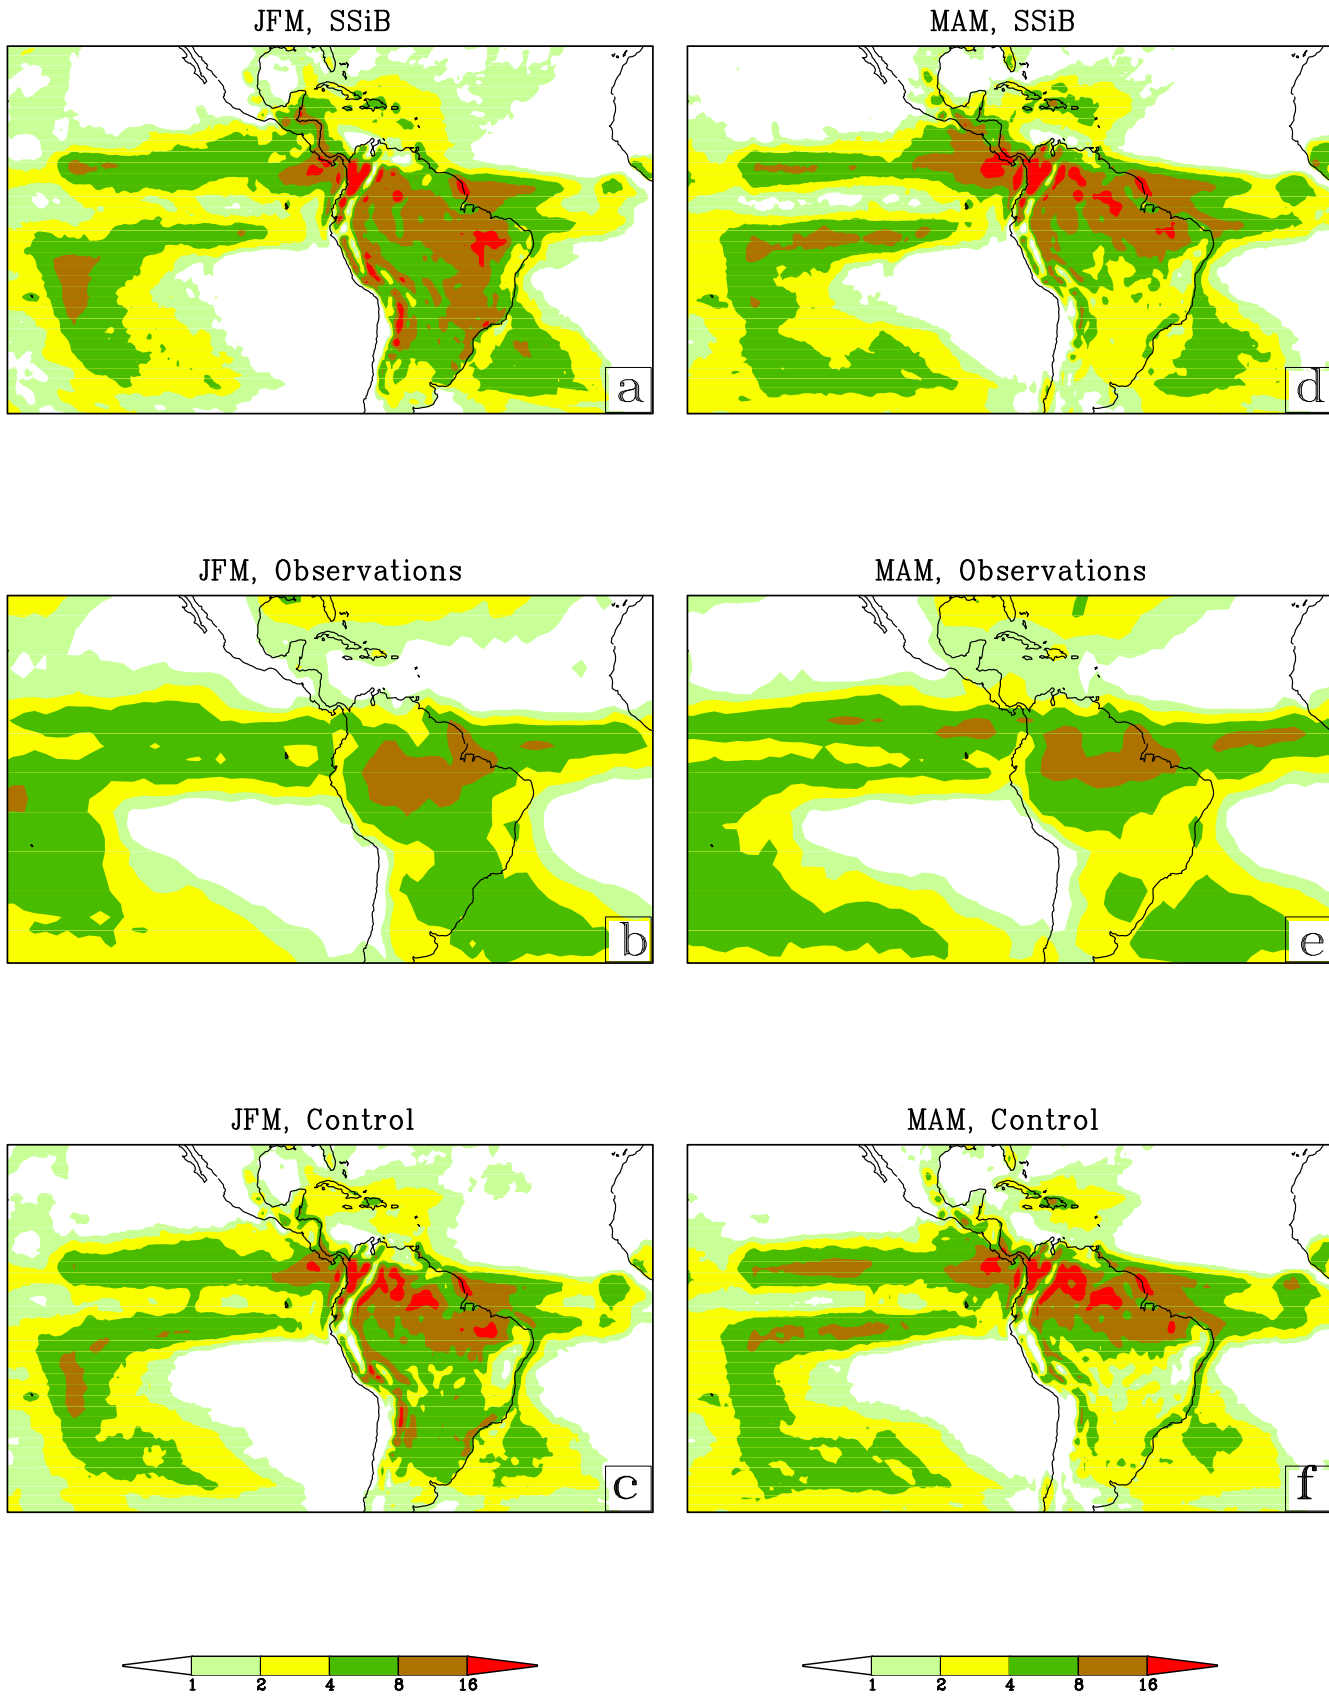 JFM, SSiB
MAM, SSiB
a
d
JFM, Observations
MAM, Observations
b
e
JFM, Control
MAM, Control
c
f
1 2 4 8 16
1 2 4 8 16